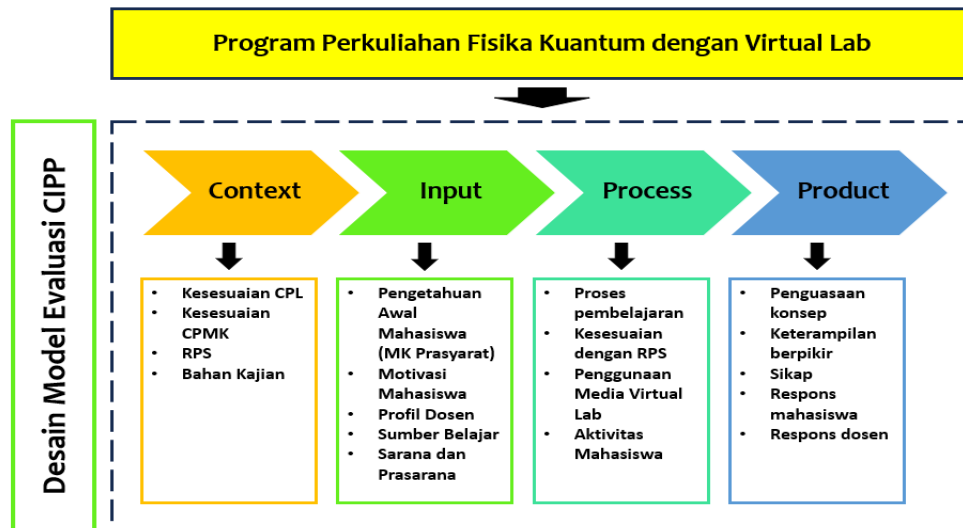 Program Perkuliahan Fisika Kuantum dengan Virtual Lab
Desain Model Evaluasi CIPP
Context
Input
Process
Product
• Kesesuaian CPL
• Kesesuaian
CPMK
• RPS
• Bahan Kajian
• Pengetahuan
Awal
Mahasiswa
(MK Prasyarat)
• Motivasi
Mahasiswa
• Profil Dosen
• Sumber Belajar
• Sarana dan
Prasarana
• Proses
pembelajaran
• Kesesuaian
dengan RPS
• Penggunaan
Media Virtual
Lab
• Aktivitas
Mahasiswa
• Penguasaan
konsep
• Keterampilan
berpikir
• Sikap
• Respons
mahasiswa
• Respons dosen